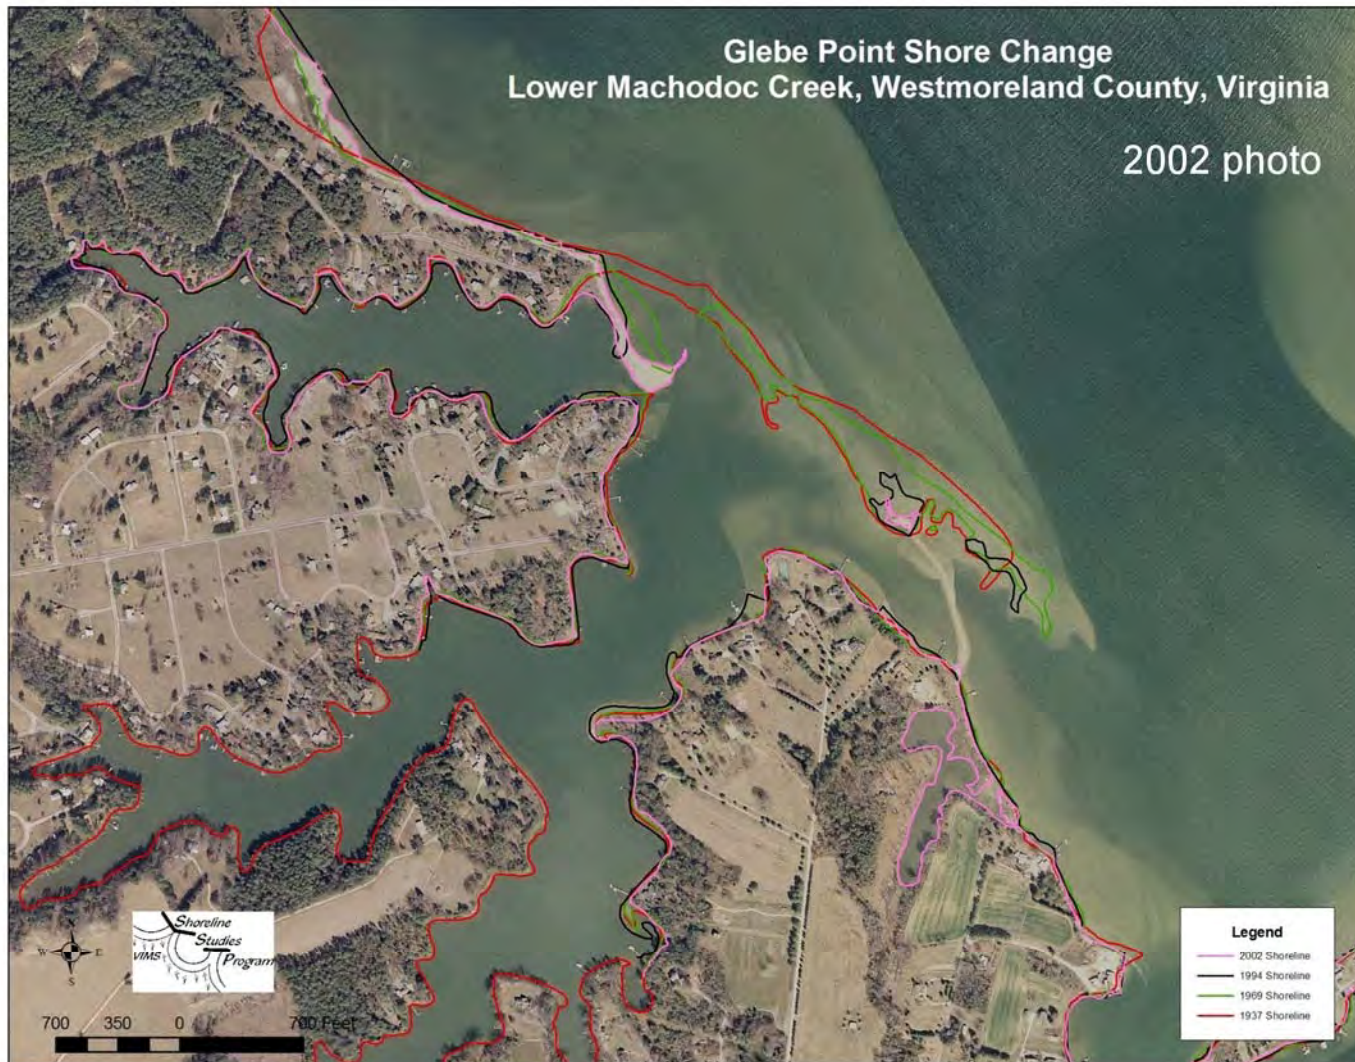 Glebe Point Shore Change
Lower Machodoc Creek, Westmoreland County, Virginia
2002 photo
N
W
E
S
Shoreline
Studies
VIMS
Program
700 350 0 700 Feet
Legend
2002 Shoreline
1994 Shoreline
1969 Shoreline
1937 Shoreline